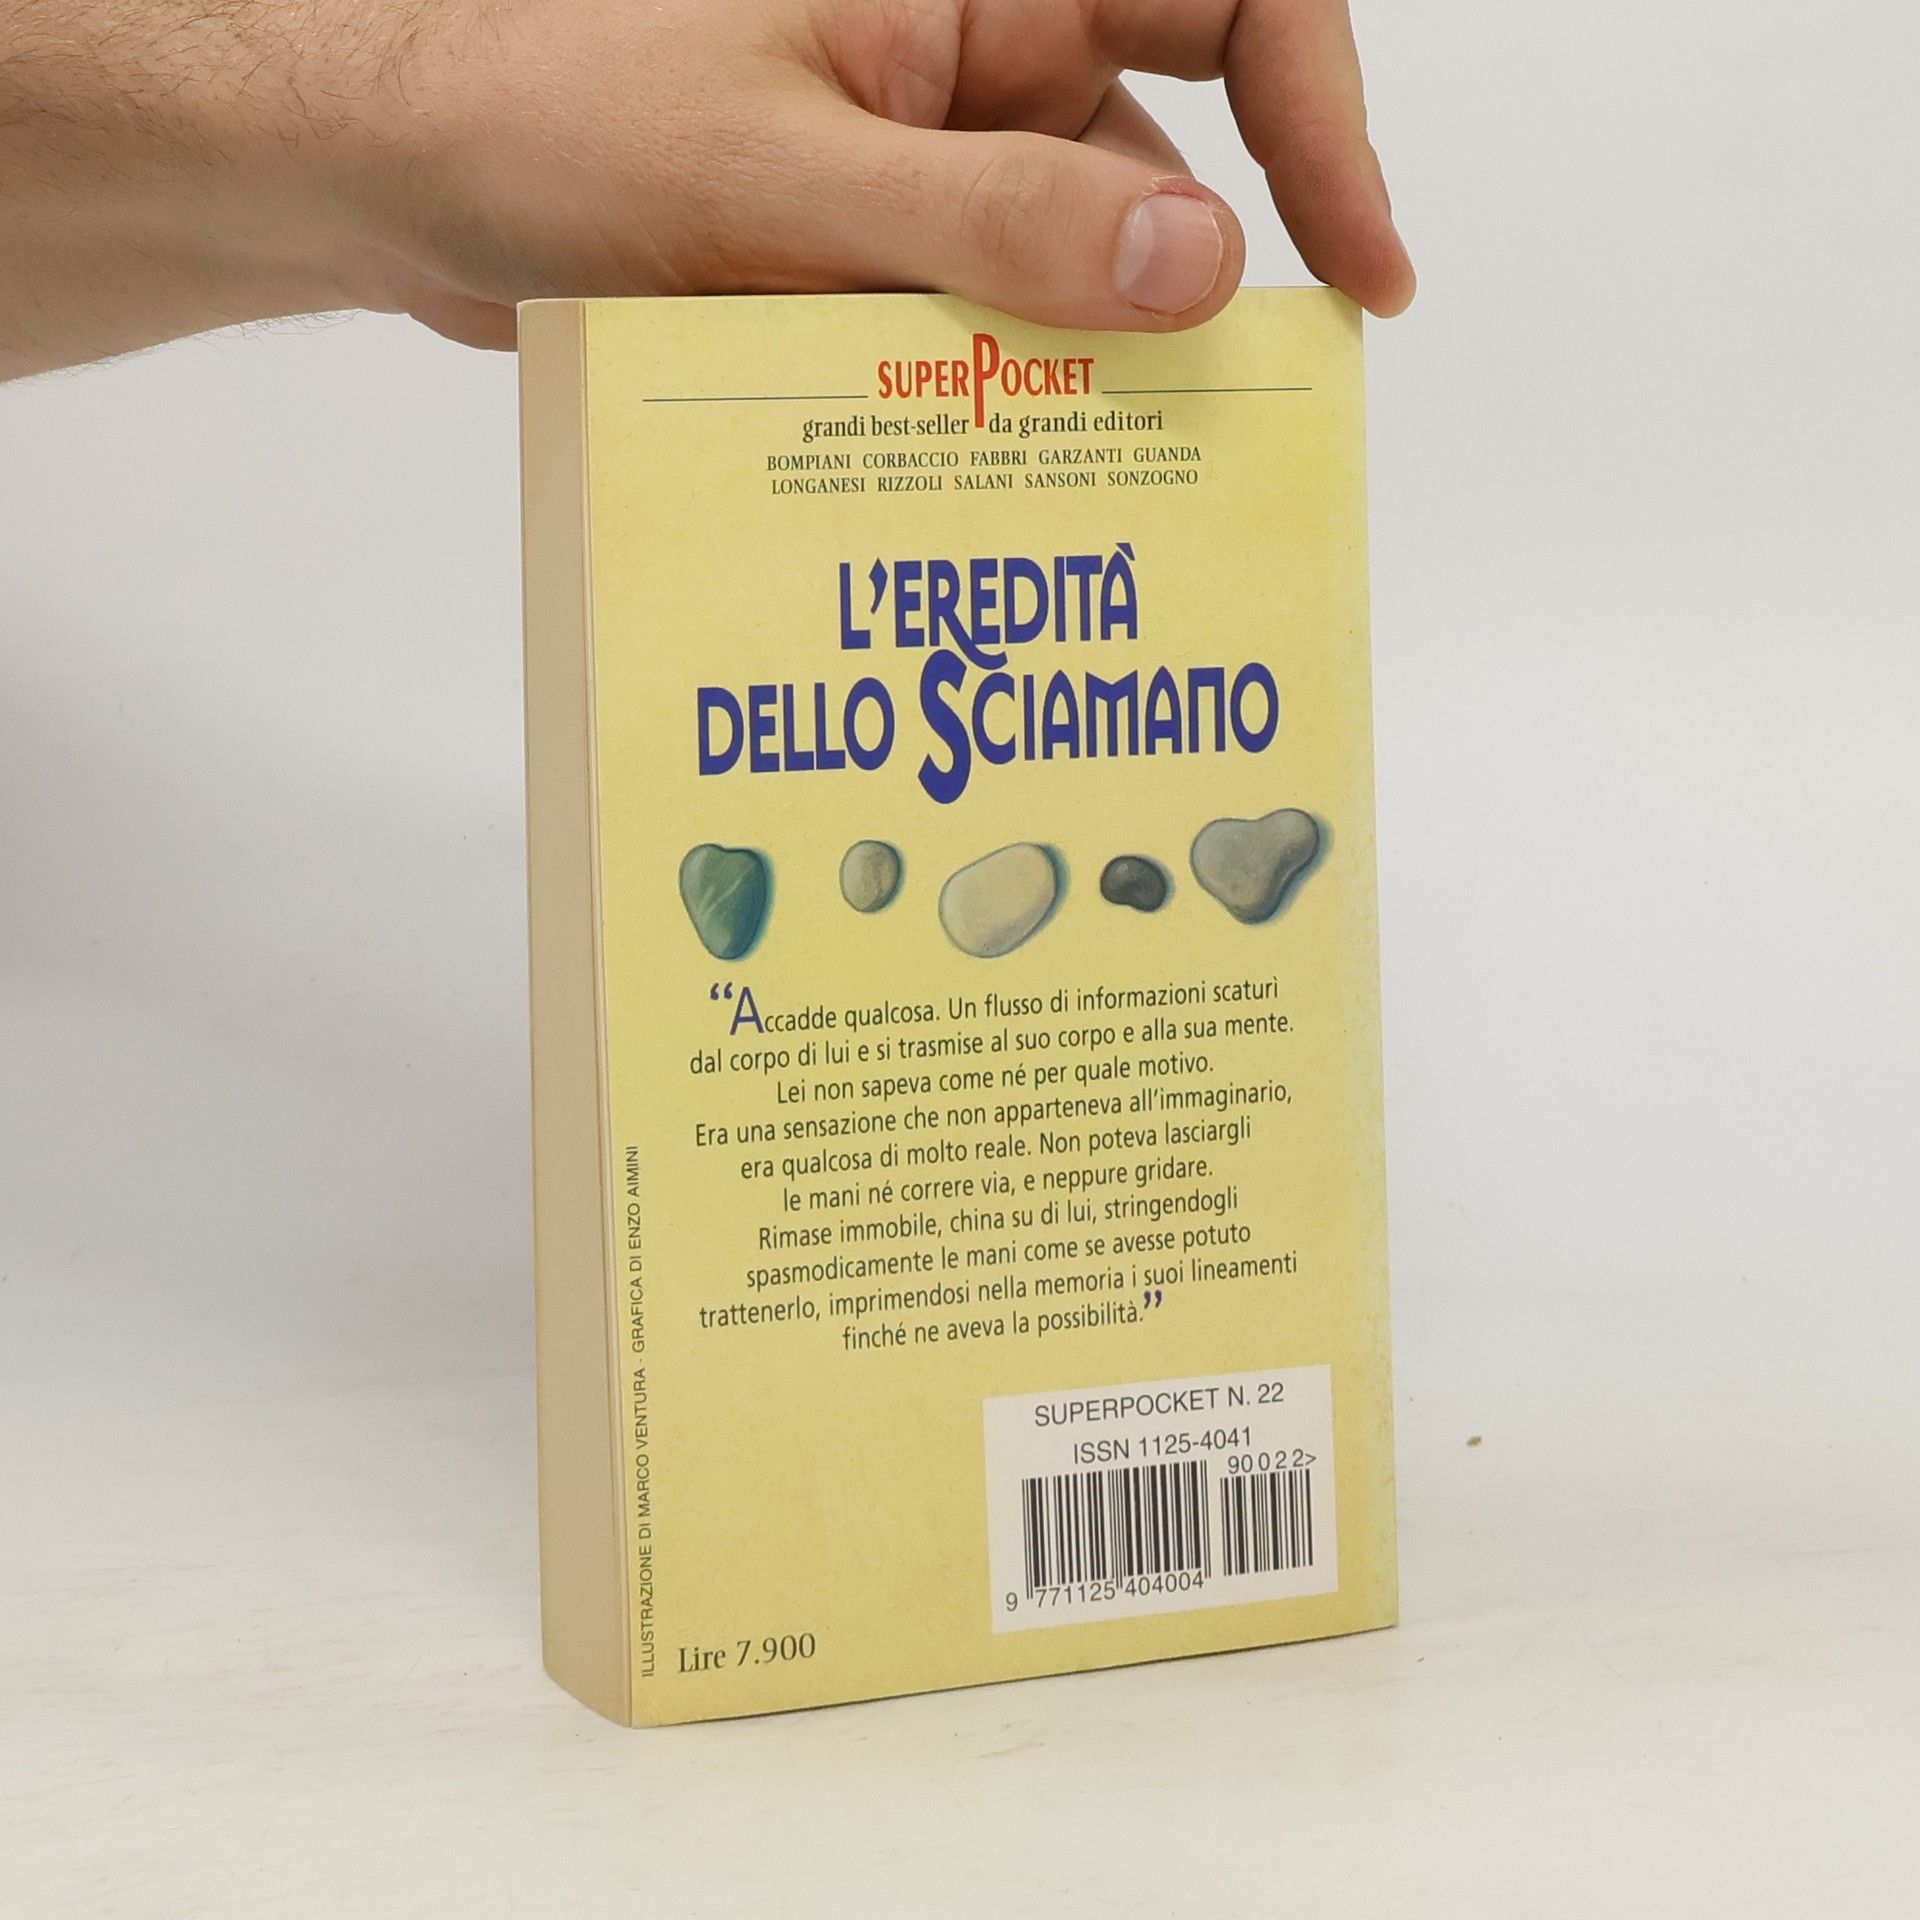 SUPERPOCKET
grandi best-seller da grandi editori
BOMPIANI CORBACCIO FABBRI GARZANTI GUANDA
LONGANESI RIZZOLI SALANI SANSONI SONZOGNO
L'EREDITÀ
DELLO SCIAMANO
“Accadde qualcosa. Un flusso di informazioni scaturì
dal corpo di lui e si trasmise al suo corpo e alla sua mente.
Lei non sapeva come né per quale motivo.
Era una sensazione che non apparteneva all'immaginario,
era qualcosa di molto reale. Non poteva lasciargli
le mani né correre via, e neppure gridare.
Rimase immobile, china su di lui, stringendogli
spasmodicamente le mani come se avesse potuto
trattenerlo, imprimendosi nella memoria i suoi lineamenti
finché ne aveva la possibilità.”
ILLUSTRAZIONE DI MARCO VENTURA · GRAFICA DI ENZO AIMINI
SUPERPOCKET N. 22
ISSN 1125-4041
90022>
9 771125 404004
Lire 7.900